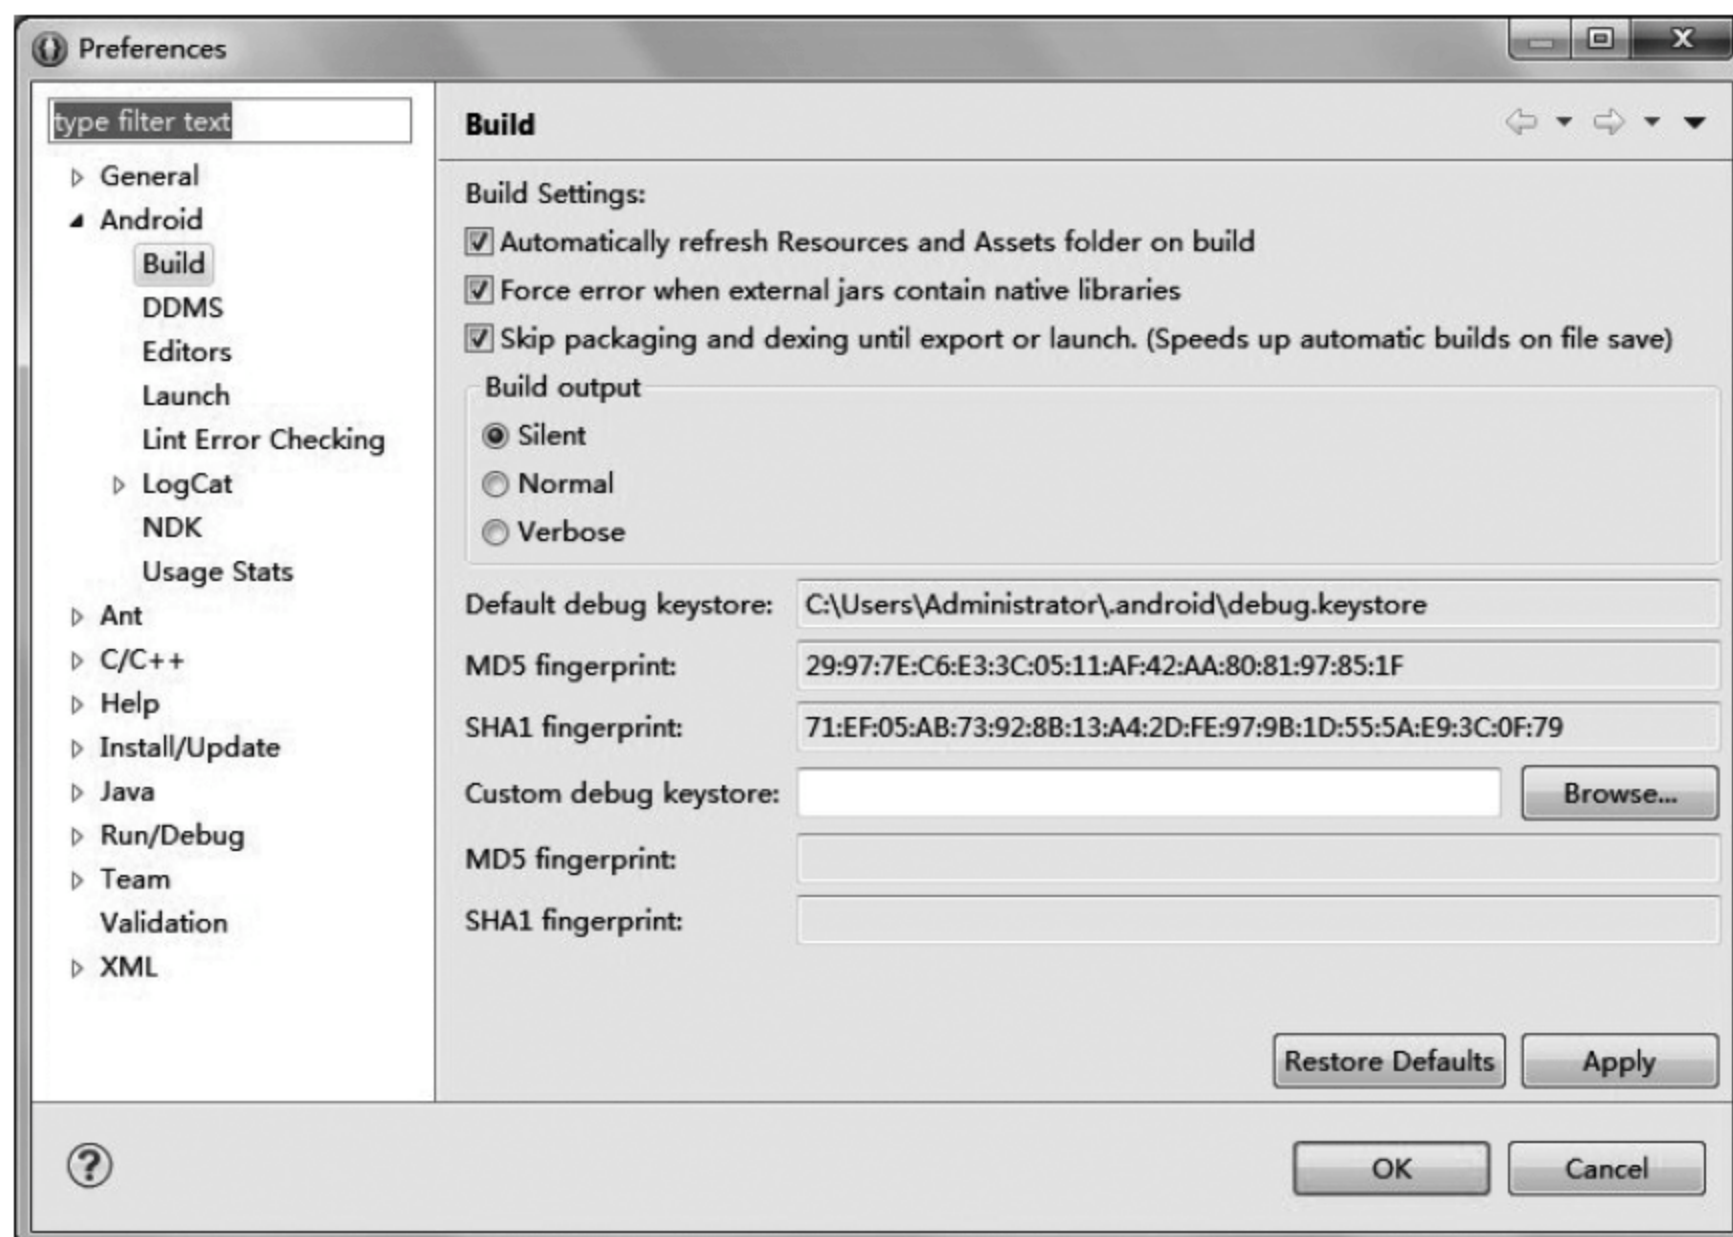 Preferences
type filter text
General
Android
Build
DDMS
Editors
Launch
Lint Error Checking
LogCat
NDK
Usage Stats
Ant
C/C++
Help
Install/Update
Java
Run/Debug
Team
Validation
XML
Build
Build Settings:
Automatically refresh Resources and Assets folder on build
Force error when external jars contain native libraries
Skip packaging and dexing until export or launch. (Speeds up automatic builds on file save)
Build output
Silent
Normal
Verbose
Default debug keystore: C:\Users\Administrator\.android\debug.keystore
MD5 fingerprint: 29:97:7E:C6:E3:3C:05:11:AF:42:AA:80:81:97:85:1F
SHA1 fingerprint: 71:EF:05:AB:73:92:8B:13:A4:2D:FE:97:9B:1D:55:5A:E9:3C:0F:79
Custom debug keystore: Browse...
MD5 fingerprint:
SHA1 fingerprint:
Restore Defaults Apply
OK Cancel